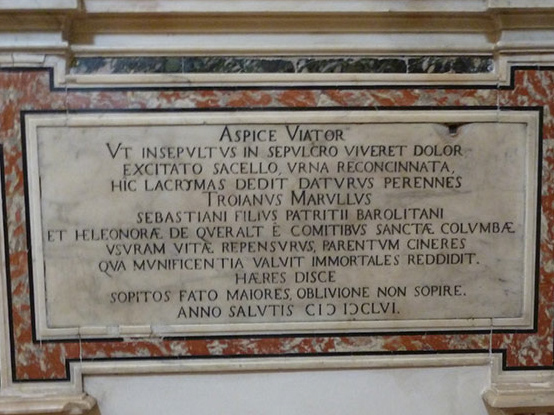 ASPICE VIATOR
VT INSEPVLTVS IN SEPVLCRO VIVERET DOLOR
EXCITATO SACELLO, VRNA RECONCINNATA,
HIC LACRYMAS DEDIT DATVRVS PERENNES
TROIANVS MARVLLVS
SEBASTIANI FILIVS PATRITII BAROLITANI
ET HELEONORÆ DE QVERALT È COMITIBVS SANCTÆ COLVMBÆ
VSVRAM VITÆ REPENSVRVS, PARENTVM CINERES
QVA MVNIFICENTIA VALVIT IMMORTALES REDDIDIT.
HÆRES DISCE
SOPITOS FATO MAIORES, OBLIVIONE NON SOPIRE.
ANNO SALVTIS CIƆ IƆCLVI.